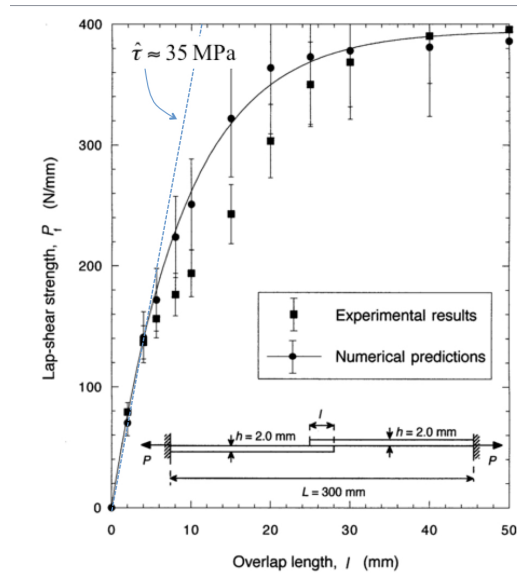 400
τ̂ ≈ 35 MPa
300
200
100
0
Lap-shear strength, Pf (N/mm)
Experimental results
Numerical predictions
l
h = 2.0 mm
h = 2.0 mm
P
P
L = 300 mm
0 10 20 30 40 50
Overlap length, l (mm)